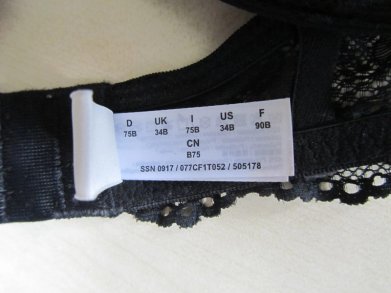 D UK I US F
75B 34B 75B 34B 90B
CN
B75
SSN 0917 / 077CF1T052 / 505178